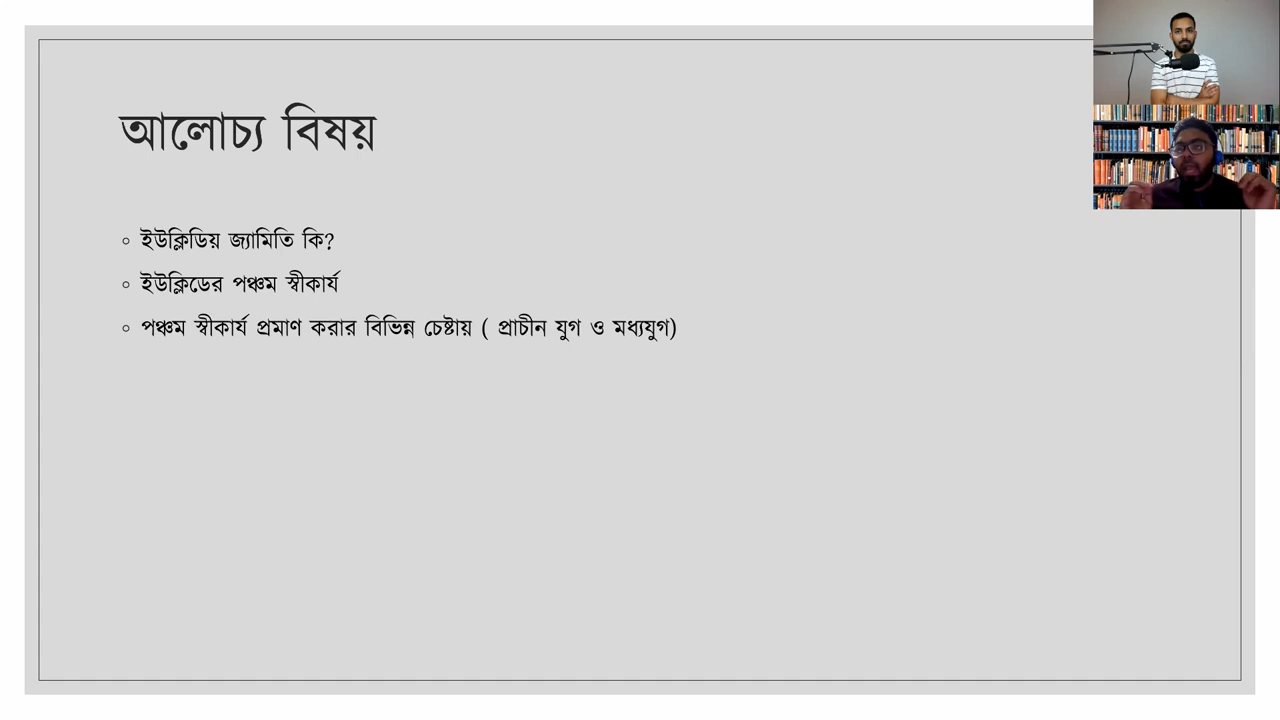 আলোচ্য বিষয়
ইউক্লিডিয় জ্যামিতি কি?
ইউক্লিডের পঞ্চম স্বীকার্য
পঞ্চম স্বীকার্য প্রমাণ করার বিভিন্ন চেষ্টায় ( প্রাচীন যুগ ও মধ্যযুগ)